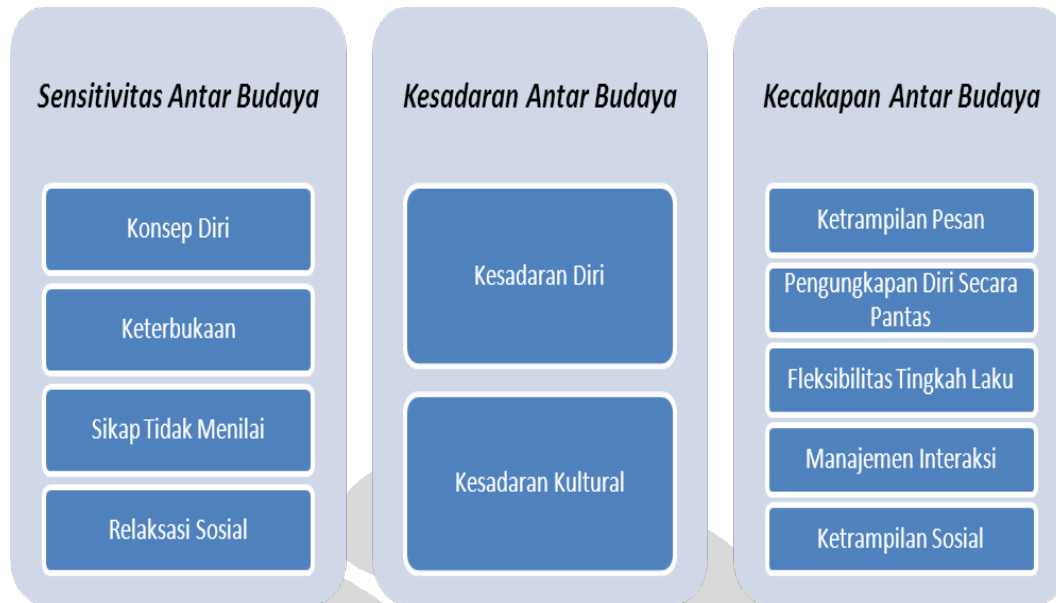 Sensitivitas Antar Budaya
Konsep Diri
Keterbukaan
Sikap Tidak Menilai
Relaksasi Sosial
Kesadaran Antar Budaya
Kesadaran Diri
Kesadaran Kultural
Kecakapan Antar Budaya
Ketrampilan Pesan
Pengungkapan Diri Secara
Pantas
Fleksibilitas Tingkah Laku
Manajemen Interaksi
Ketrampilan Sosial